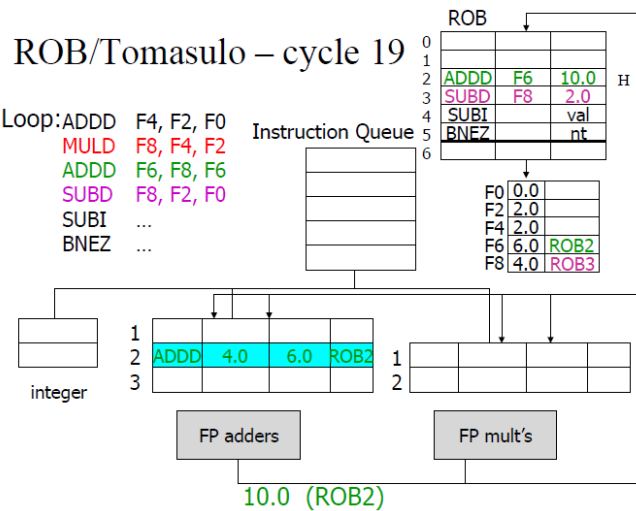 ROB
ROB/Tomasulo – cycle 19
0
1
2 ADDD F6 10.0 H
3 SUBD F8 2.0
4 SUBI val
5 BNEZ nt
6
Loop: ADDD F4, F2, F0
MULD F8, F4, F2
ADDD F6, F8, F6
SUBD F8, F2, F0
SUBI ...
BNEZ ...
Instruction Queue
F0 0.0
F2 2.0
F4 2.0
F6 6.0 ROB2
F8 4.0 ROB3
integer
1
2 ADDD 4.0 6.0 ROB2
3
1
2
FP adders
FP mult's
10.0 (ROB2)